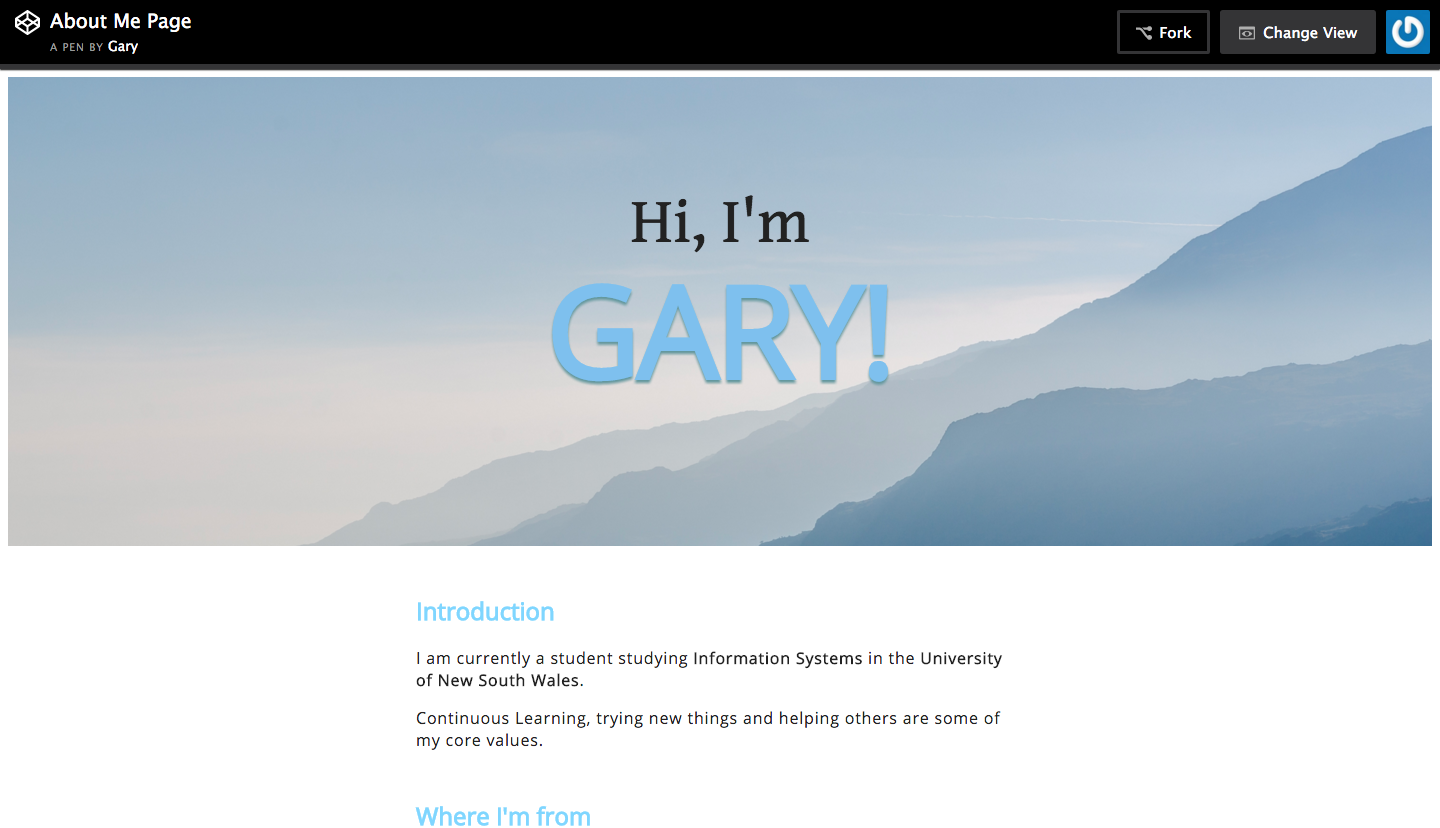 About Me Page
A PEN BY Gary
Fork
Change View
Hi, I'm
GARY!
Introduction
I am currently a student studying Information Systems in the University
of New South Wales.
Continuous Learning, trying new things and helping others are some of
my core values.
Where I'm from